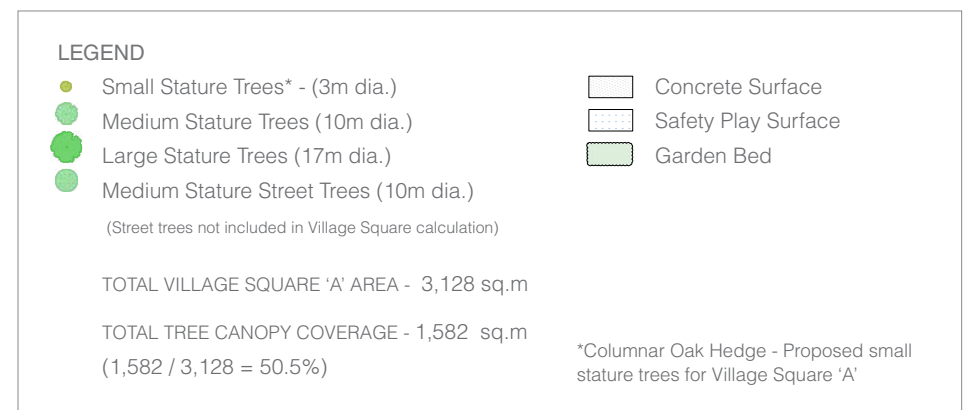 LEGEND
Small Stature Trees* - (3m dia.)
Medium Stature Trees (10m dia.)
Large Stature Trees (17m dia.)
Medium Stature Street Trees (10m dia.)
(Street trees not included in Village Square calculation)
TOTAL VILLAGE SQUARE ‘A’ AREA - 3,128 sq.m
TOTAL TREE CANOPY COVERAGE - 1,582 sq.m
(1,582 / 3,128 = 50.5%)
Concrete Surface
Safety Play Surface
Garden Bed
*Columnar Oak Hedge - Proposed small
stature trees for Village Square ‘A’